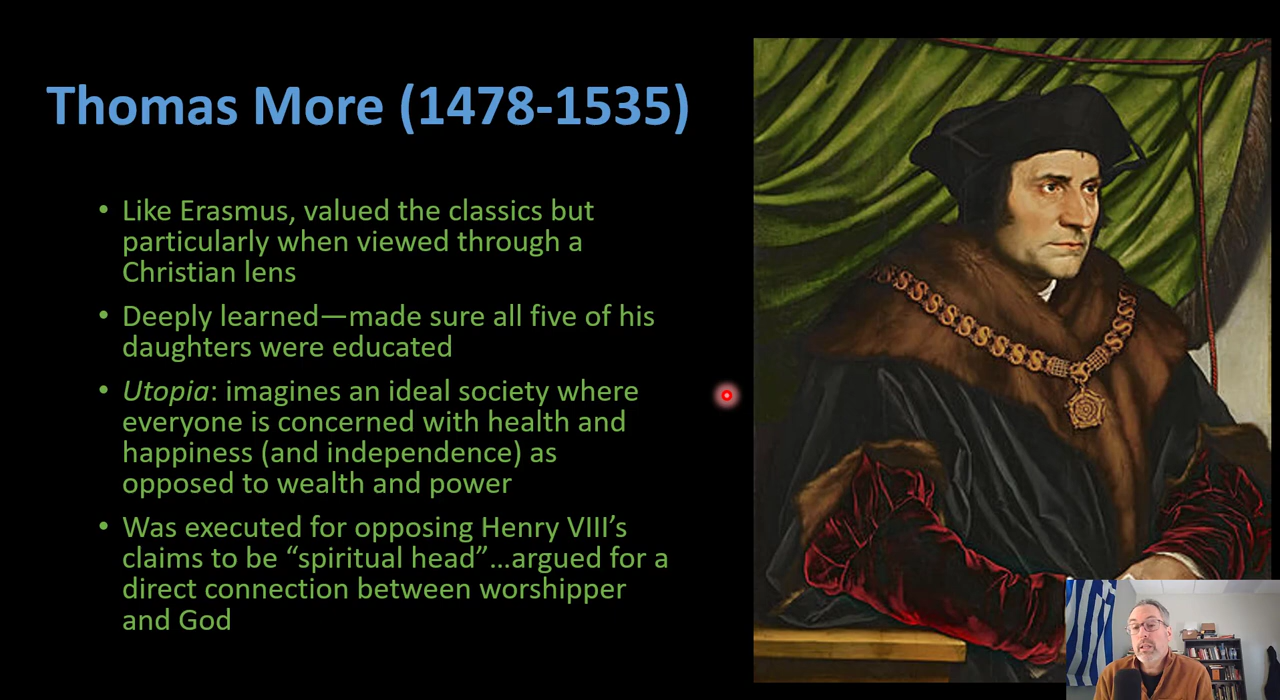 Thomas More (1478-1535)
• Like Erasmus, valued the classics but
particularly when viewed through a
Christian lens
• Deeply learned—made sure all five of his
daughters were educated
• Utopia: imagines an ideal society where
everyone is concerned with health and
happiness (and independence) as
opposed to wealth and power
• Was executed for opposing Henry VIII’s
claims to be “spiritual head”…argued for a
direct connection between worshipper
and God